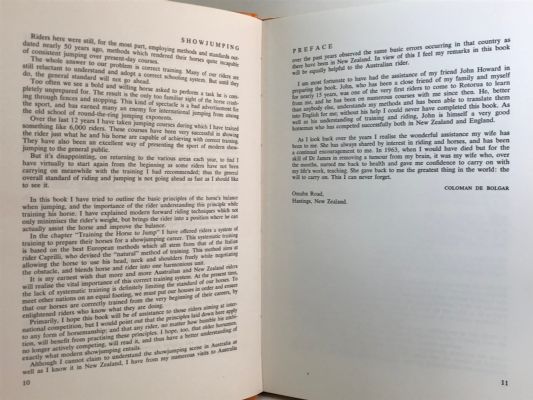 SHOWJUMPING
Riders here were still, for the most part, employing methods and standards out-
dated nearly 50 years ago, methods which rendered their horses quite incapable
of consistent jumping over present-day courses.
The whole answer to our problem is correct training. Many of our riders are
still reluctant to understand and adopt a correct schooling system. But until they
do, the general standard will not go ahead.
Too often we see a bold and willing horse asked to perform a task he is com-
pletely unprepared for. The result is the only too familiar sight of the horse crash-
ing through fences and stopping. This kind of spectacle is a bad advertisement for
the sport, and has earned many an enemy for international jumping from among
the old school of round-the-ring jumping exponents.
Over the last 12 years I have taken jumping courses during which I have trained
something like 6,000 riders. These courses have been very successful in showing
the rider just what he and his horse are capable of achieving with correct training.
They have also been an excellent way of presenting the sport of modern show-
jumping to the general public.
But it's disappointing, on returning to the various areas each year, to find I
have virtually to start again from the beginning as some riders have not been
carrying on meanwhile with the training I had recommended; thus the general
overall standard of riding and jumping is not going ahead as fast as I should like
to see it.
In this book I have tried to outline the basic principles of the horse's balance
when jumping, and the importance of the rider understanding this principle while
training his horse. I have explained modern forward riding techniques which not
only minimises the rider's weight, but brings the rider into a position where he can
actually assist the horse and improve the balance.
In the chapter "Training the Horse to Jump" I have offered riders a system of
training to prepare their horses for a showjumping career. This systematic training
is based on the best European methods which all stem from that of the Italian
rider Caprilli, who devised the "natural" method of training. This method aims at
allowing the horse to use his head, neck and shoulders freely while negotiating
the obstacle, and blends horse and rider into one harmonious unit.
It is my earnest wish that more and more Australian and New Zealand riders
will realise the vital importance of this correct training system. At the present time,
the lack of systematic training is definitely limiting the standard of our horses. To
meet other nations on an equal footing, we must put our houses in order and ensure
that our horses are correctly trained from the very beginning of their careers, by
enlightened riders who know what they are doing.
Primarily, I hope this book will be of assistance to those riders aiming at inter-
national competition, but I would point out that the principles laid down here apply
to any form of horsemanship; and that any rider, no matter how humble his ambi-
tion, will benefit from practising these principles. I hope, too, that older horsemen,
no longer actively competing, will read it, and thus have a better understanding of
exactly what modern showjumping entails.
Although I cannot claim to understand the showjumping scene in Australia as
well as I know it in New Zealand, I have from my numerous visits to Australia
10
PREFACE
over the past years observed the same basic errors occurring in that country as
there have been in New Zealand. In view of this I feel my remarks in this book
will be equally helpful to the Australian rider.
I am most fortunate to have had the assistance of my friend John Howard in
preparing the book. John, who has been a close friend of my family and myself
for nearly 15 years, was one of the very first riders to come to Rotorua to learn
from me, and he has been on numerous courses with me since then. He, better
than anybody else, understands my methods and has been able to translate them
into English for me; without his help I could never have completed this book. As
well as his understanding of training and riding, John is himself a very good
horseman who has competed successfully both in New Zealand and England.
As I look back over the years I realise the wonderful assistance my wife has
been to me. She has always shared by interest in riding and horses, and has been
a continual encouragement to me. In 1963, when I would have died but for the
skill of Dr James in removing a tumour from my brain, it was my wife who, over
the months, nursed me back to health and gave me confidence to carry on with
my life's work, teaching. She gave back to me the greatest thing in the world: the
will to carry on. This I can never forget.
COLOMAN DE BOLGAR
Omahu Road,
Hastings, New Zealand.
11